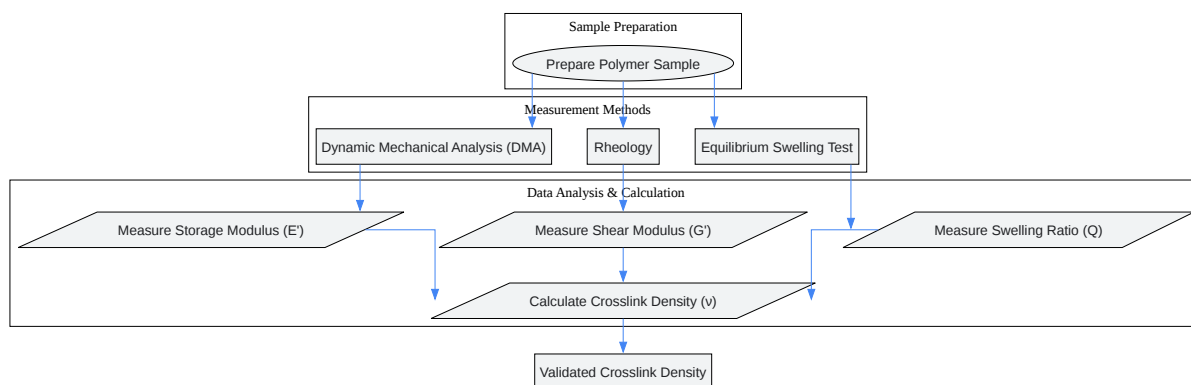 Sample Preparation
Prepare Polymer Sample
Measurement Methods
Dynamic Mechanical Analysis (DMA)
Rheology
Equilibrium Swelling Test
Data Analysis & Calculation
Measure Storage Modulus (E')
Measure Shear Modulus (G')
Measure Swelling Ratio (Q)
Calculate Crosslink Density (ν)
Validated Crosslink Density